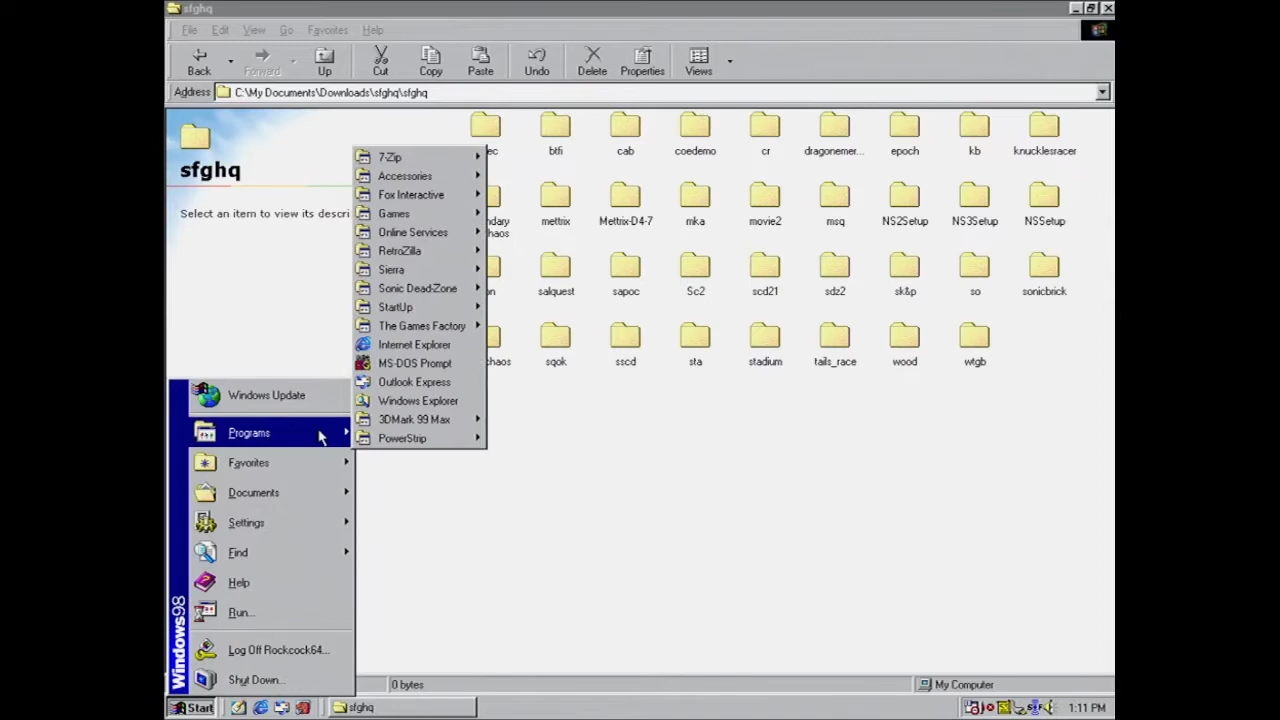 sfghq
File Edit View Go Favorites Help
Back Forward Up Cut Copy Paste Undo Delete Properties Views
Address C:\My Documents\Downloads\sfghq\sfghq
sfghq
Select an item to view its descri
ec btfi cab coedemo cr dragonemer... epoch kb knucklesracer
ndary
haos mettrix Mettrix-D4-7 mka movie2 msq NS2Setup NS3Setup NSSetup
on salquest sapoc Sc2 scd21 sdz2 sk&p so sonicbrick
chaos sqok sscd sta stadium tails_race wood wtgb
7-Zip
Accessories
Fox Interactive
Games
Online Services
RetroZilla
Sierra
Sonic Dead-Zone
StartUp
The Games Factory
Internet Explorer
MS-DOS Prompt
Outlook Express
Windows Explorer
3DMark 99 Max
PowerStrip
Windows Update
Programs
Favorites
Documents
Settings
Find
Help
Run...
Log Off Rockcock64...
Shut Down...
Windows98
0 bytes My Computer
Start sfghq 1:11 PM